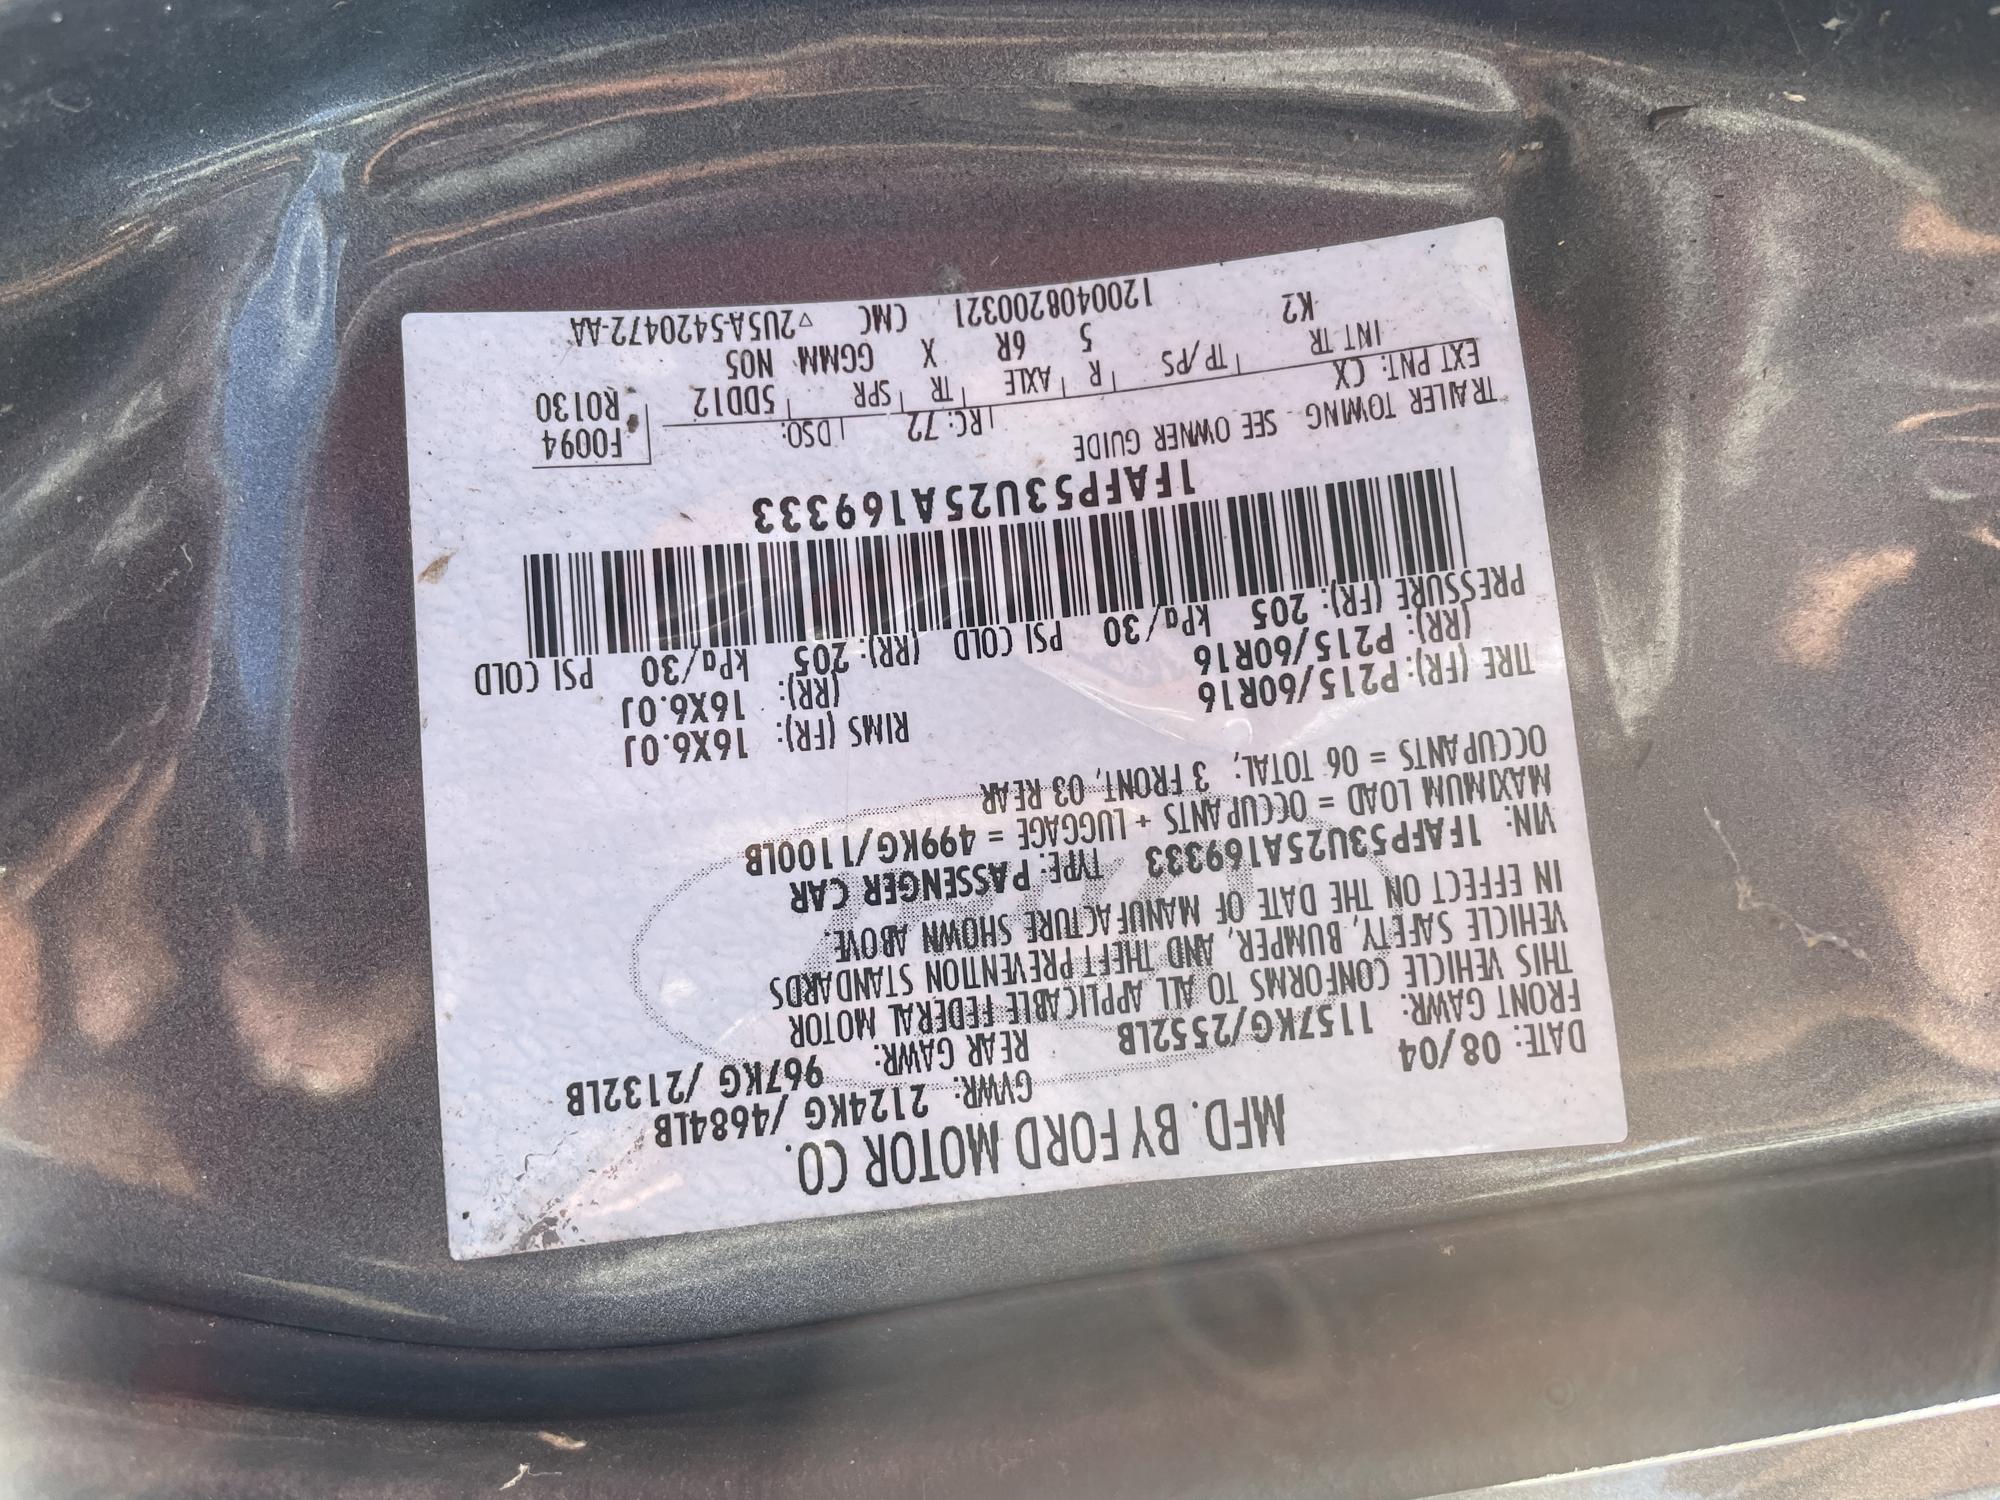 MFD. BY FORD MOTOR CO.
DATE: 08/04 GVWR: 2124KG /4684LB
FRONT GAWR: 1157KG/2552LB REAR GAWR: 967KG /2132LB
THIS VEHICLE CONFORMS TO ALL APPLICABLE FEDERAL MOTOR
VEHICLE SAFETY, BUMPER, AND THEFT PREVENTION STANDARDS
IN EFFECT ON THE DATE OF MANUFACTURE SHOWN ABOVE.
VIN: 1FAFP53U25A169333 TYPE: PASSENGER CAR
MAXIMUM LOAD = OCCUPANTS + LUGGAGE = 499KG/1100LB
OCCUPANTS = 06 TOTAL; 3 FRONT, 03 REAR
TIRE (FR): P215/60R16 RIMS (FR): 16X6.0J
(RR): P215/60R16 (RR): 16X6.0J
PRESSURE (FR): 205 kPa/30 PSI COLD (RR): 205 kPa/30 PSI COLD
1FAFP53U25A169333
TRAILER TOWING - SEE OWNER GUIDE F0094
EXT PNT: CX RC: 72 DSO: R0130
INT TR TP/PS R AXLE TR SPR 5DD12
K2 5 6R X GGMM N05
1200408200321 CMC ▽2U5A-5420472-AA